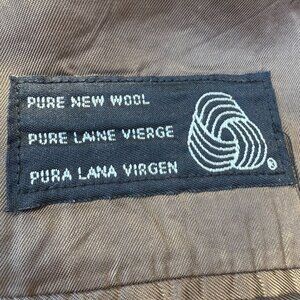 PURE NEW WOOL
PURE LAINE VIERGE
PURA LANA VIRGEN